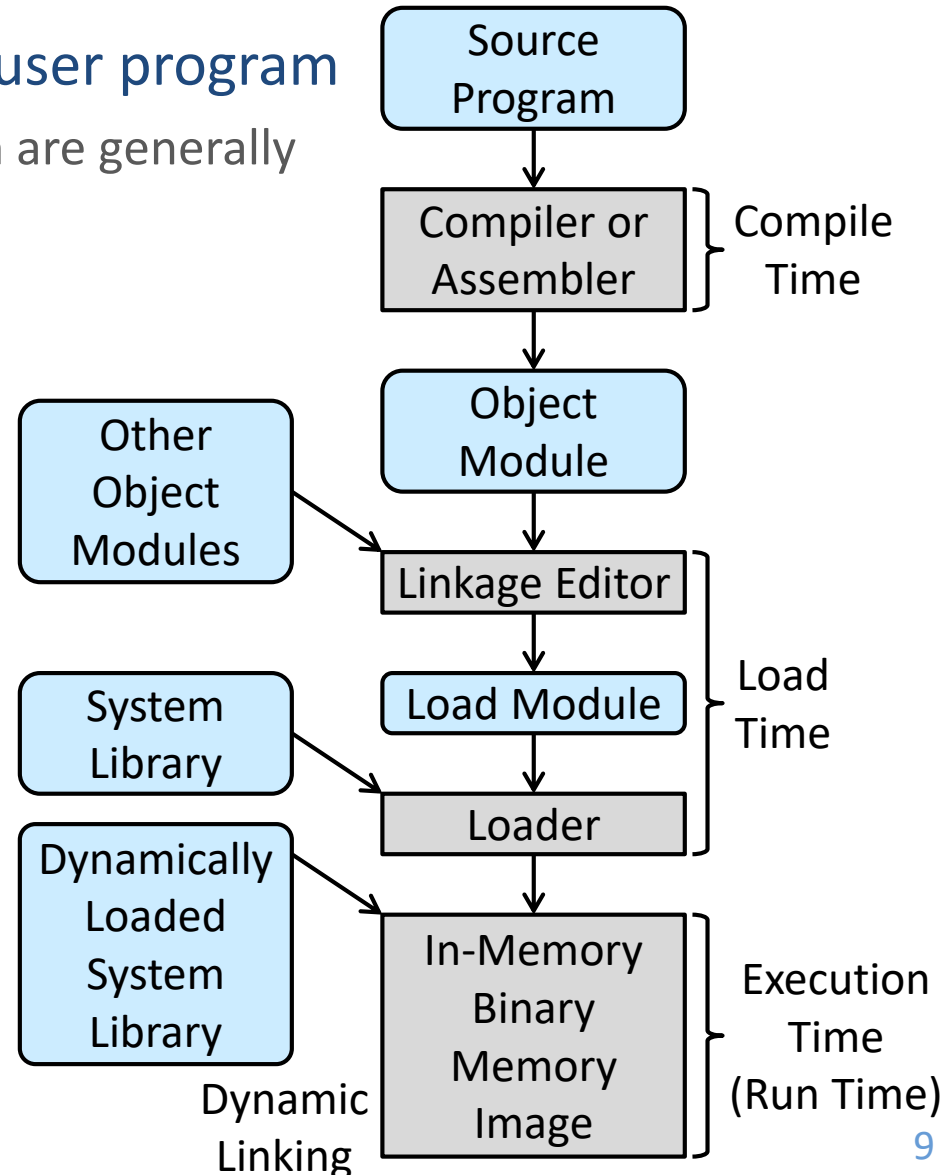 user program
are generally
Source
Program
Compiler or
Assembler
Compile
Time
Object
Module
Other
Object
Modules
Linkage Editor
Load Module
Load
Time
System
Library
Loader
Dynamically
Loaded
System
Library
In-Memory
Binary
Memory
Image
Execution
Time
(Run Time)
Dynamic
Linking
9